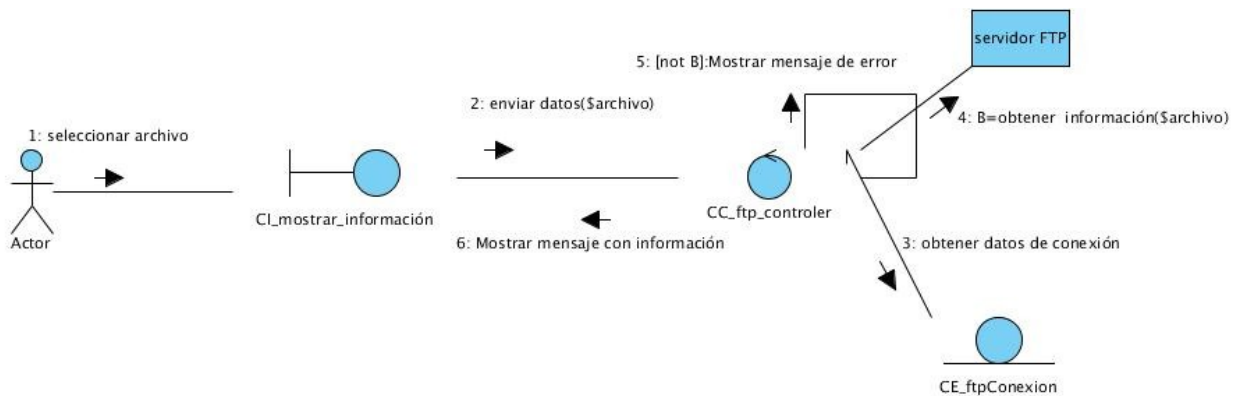 servidor FTP
5: [not B]:Mostrar mensaje de error
2: enviar datos($archivo)
4: B=obtener información($archivo)
1: seleccionar archivo
CI_mostrar_información
CC_ftp_controler
Actor
6: Mostrar mensaje con información
3: obtener datos de conexión
CE_ftpConexion